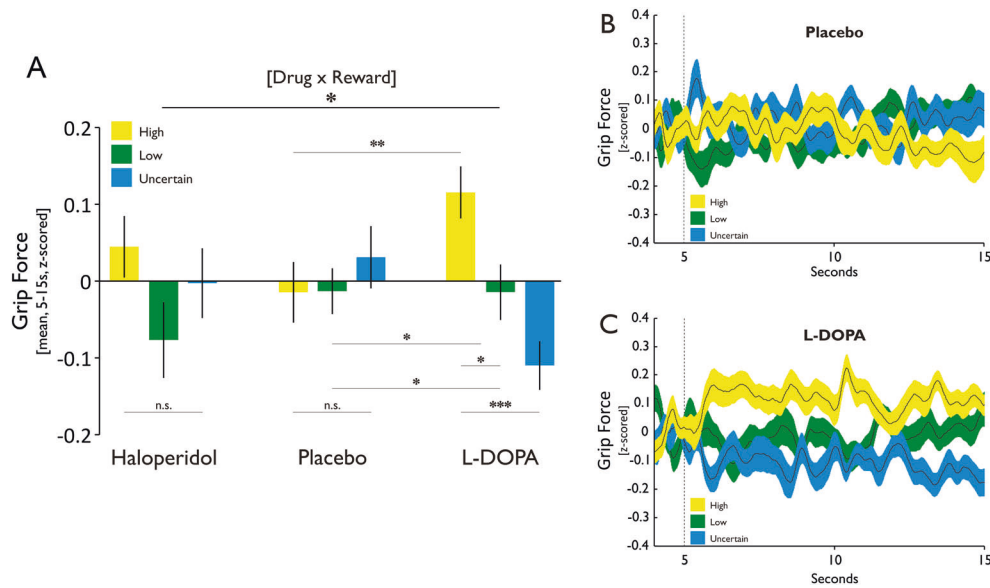 A
[Drug x Reward]
*
0.2
High
Low
Uncertain
**
0.1
Grip Force
[mean, 5-15s, z-scored]
0
*
*
-0.1
*
n.s.
n.s.
***
-0.2
Haloperidol
Placebo
L-DOPA
B
Placebo
0.4
0.3
0.2
0.1
0
-0.1
-0.2
-0.3
-0.4
Grip Force
[z-scored]
High
Low
Uncertain
5
10
15
Seconds
C
L-DOPA
0.4
0.3
0.2
0.1
0
-0.1
-0.2
-0.3
-0.4
Grip Force
[z-scored]
High
Low
Uncertain
5
10
15
Seconds